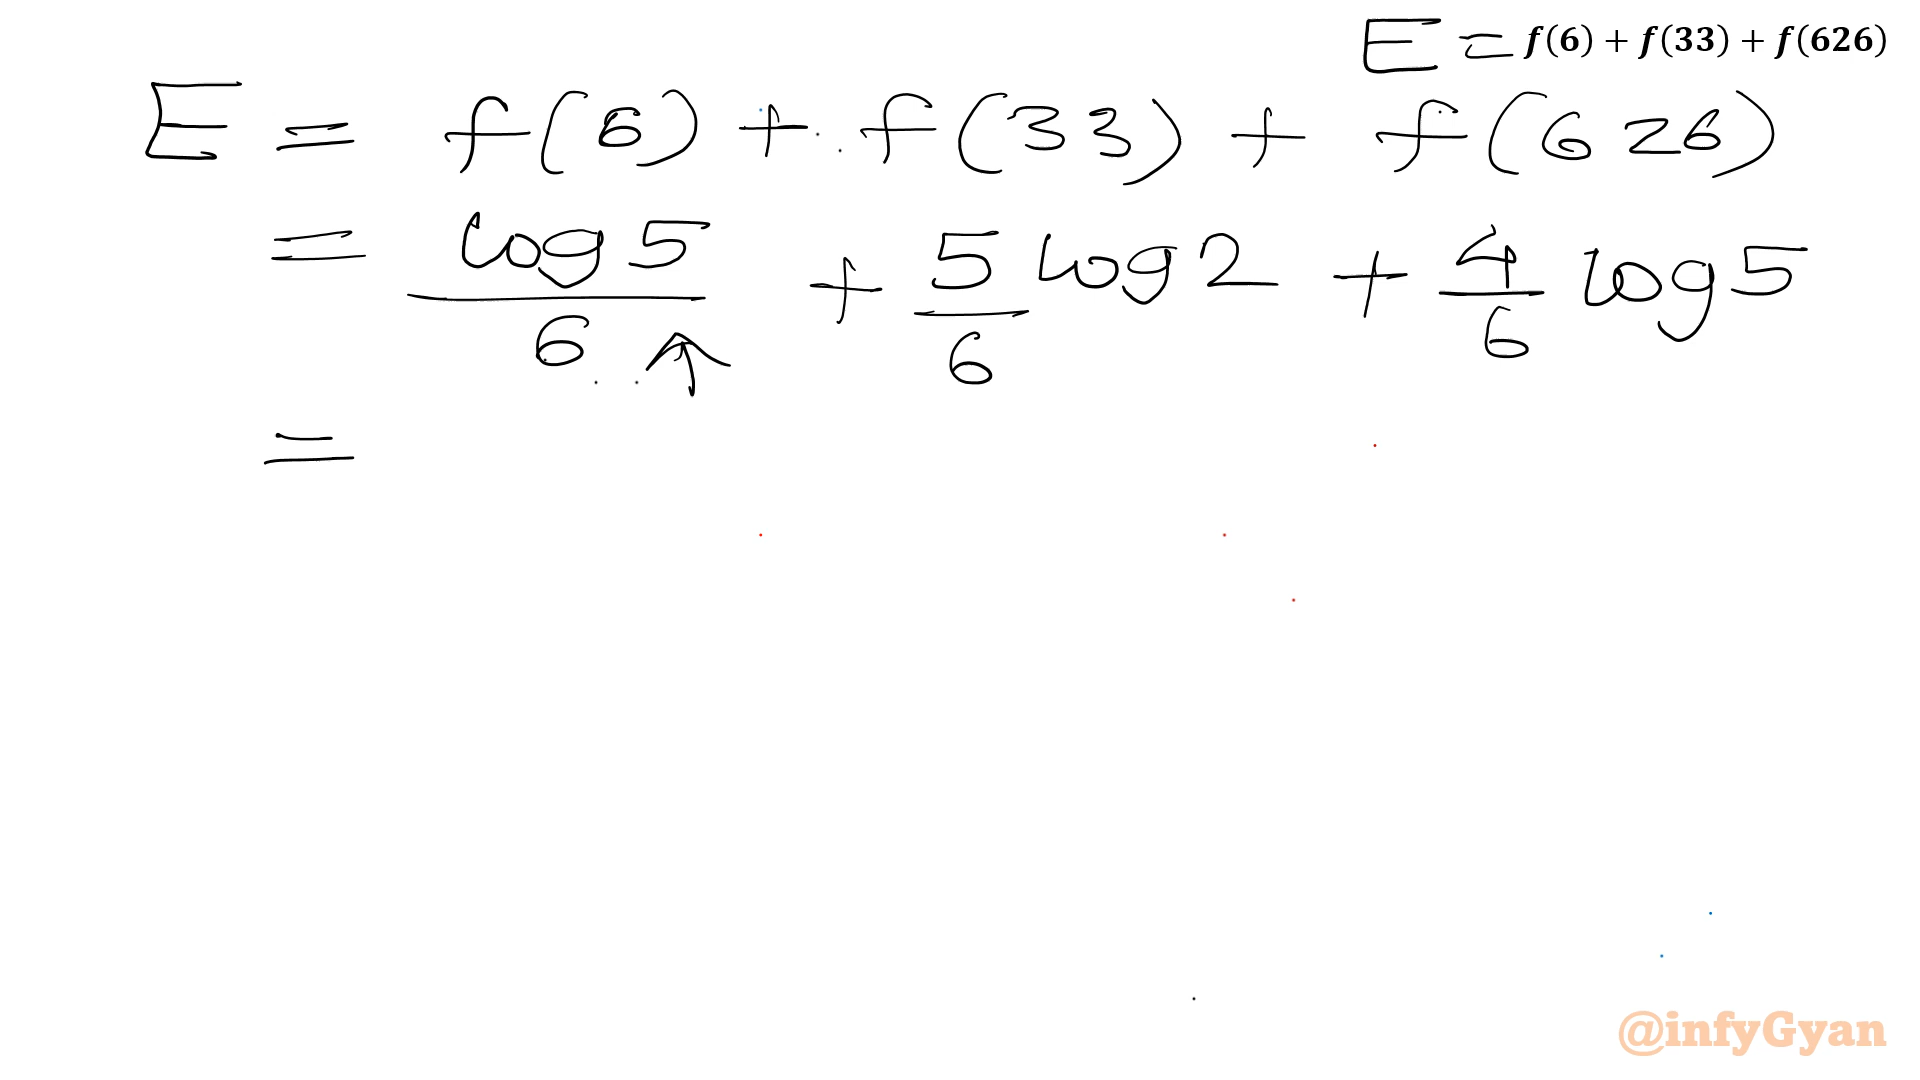 E = f(6) + f(33) + f(626)
E = f(6) + f(33) + f(626)
= log 5 / 6 + 5/6 log 2 + 4/6 log 5
=
@infyGyan